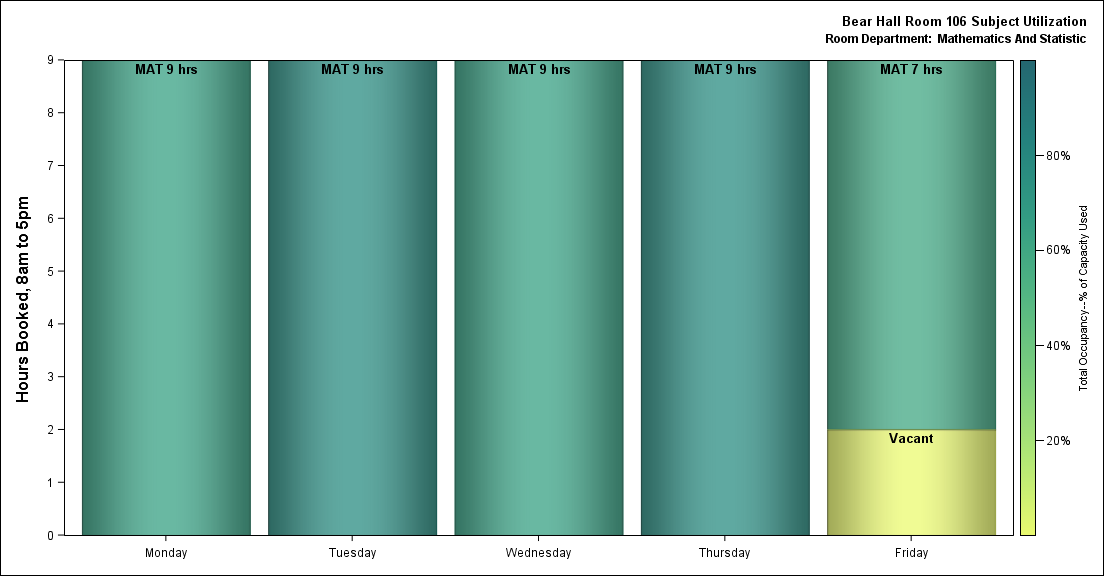 Bear Hall Room 106 Subject Utilization
Room Department: Mathematics And Statistic
Hours Booked, 8am to 5pm
9
8
7
6
5
4
3
2
1
0
MAT 9 hrs
MAT 9 hrs
MAT 9 hrs
MAT 9 hrs
MAT 7 hrs
Vacant
Monday
Tuesday
Wednesday
Thursday
Friday
80%
60%
40%
20%
Total Occupancy--% of Capacity Used